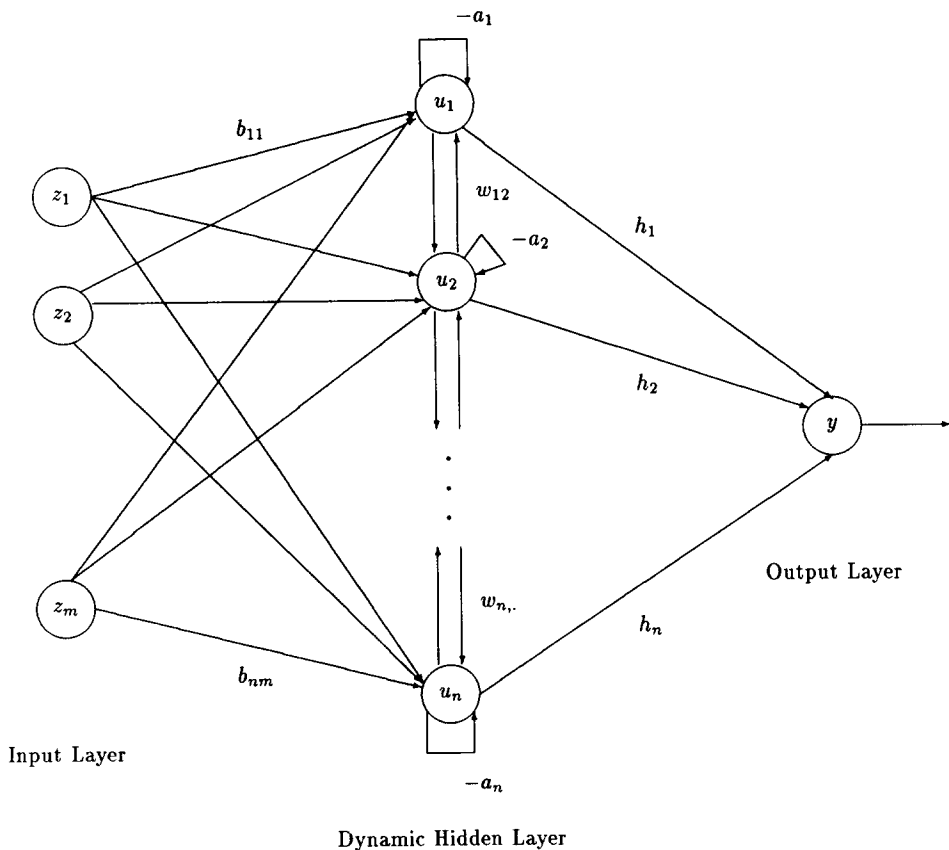 −a₁
u₁
b₁₁
z₁
w₁₂
h₁
−a₂
u₂
z₂
h₂
y
Output Layer
zₘ
wₙ,.
hₙ
bₙₘ
uₙ
Input Layer
−aₙ
Dynamic Hidden Layer